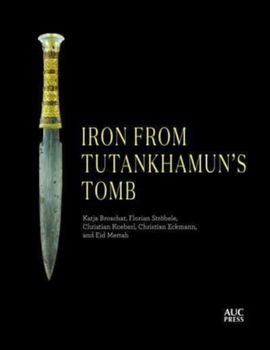 IRON FROM
TUTANKHAMUN'S
TOMB
Katja Broschat, Florian Ströbele,
Christian Koeberl, Christian Eckmann,
and Eid Mertah
AUC
PRESS